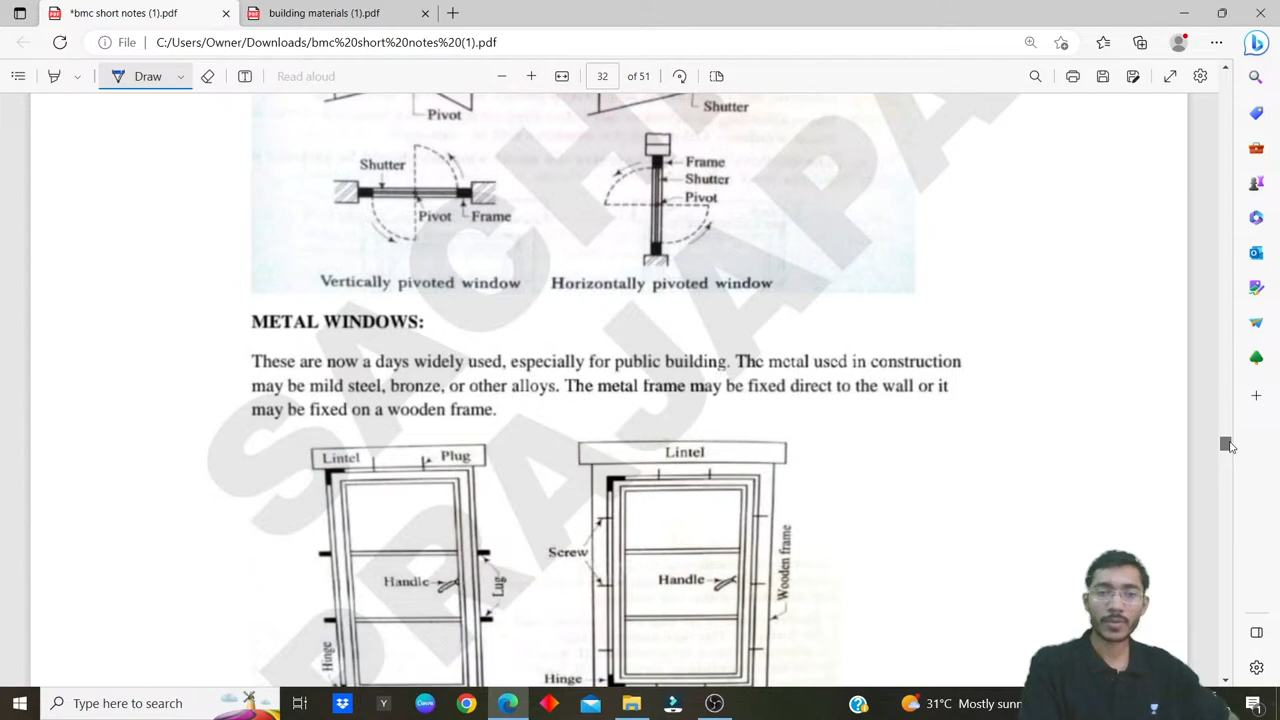 *bmc short notes (1).pdf
building materials (1).pdf
File
C:/Users/Owner/Downloads/bmc%20short%20notes%20(1).pdf
Draw
Read aloud
32
of 51
Pivot
Shutter
Shutter
Pivot
Frame
Frame
Shutter
Pivot
Vertically pivoted window
Horizontally pivoted window
METAL WINDOWS:
These are now a days widely used, especially for public building. The metal used in construction
may be mild steel, bronze, or other alloys. The metal frame may be fixed direct to the wall or it
may be fixed on a wooden frame.
Lintel
Plug
Handle
Lug
Hinge
Lintel
Screw
Handle
Wooden frame
Hinge
SACHI
PRAJAPA
Type here to search
31°C Mostly sunn